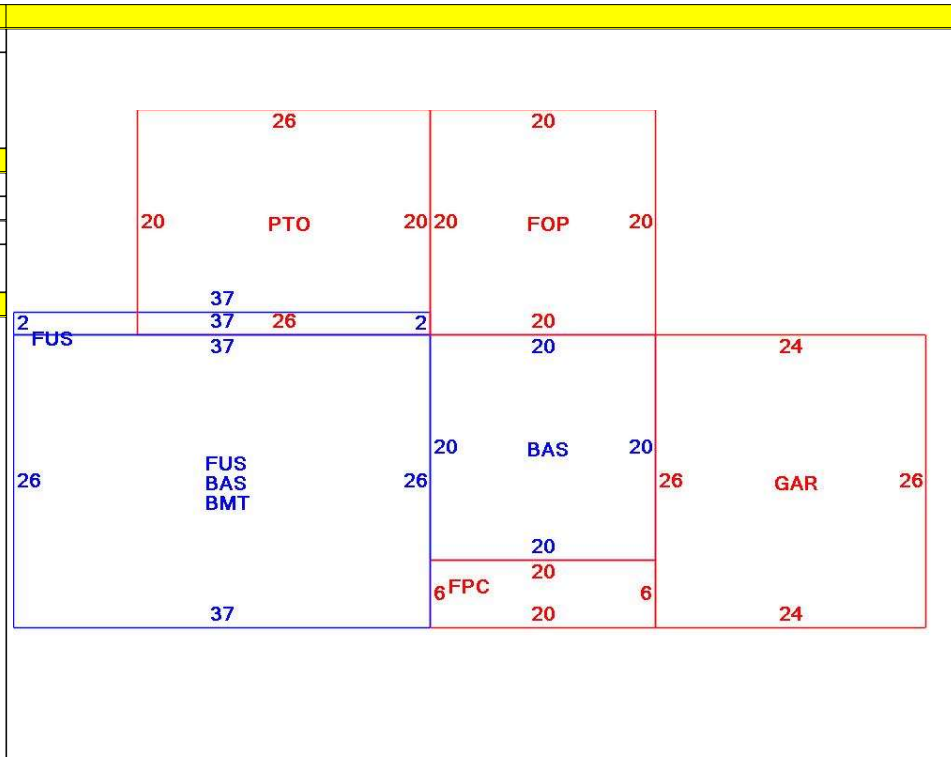 26 20
20 PTO 20 20 FOP 20
37
2 37 26 2 20
FUS
37 20 24
20 BAS 20
FUS
26 BAS 26 26 GAR 26
BMT
20
20
6 FPC 6
37 20 24